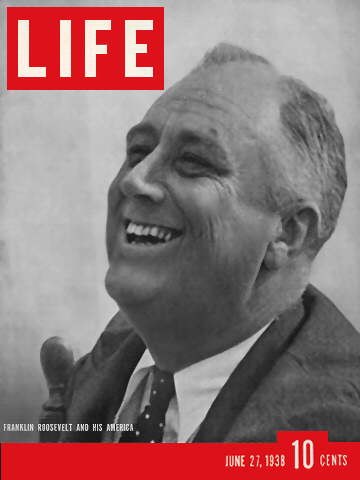 LIFE
FRANKLIN ROOSEVELT AND HIS AMERICA
JUNE 27, 1938 10 CENTS